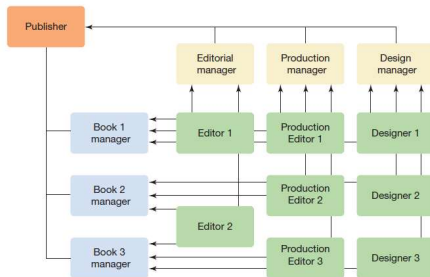 Publisher
Editorial
manager
Production
manager
Design
manager
Book 1
manager
Editor 1
Production
Editor 1
Designer 1
Book 2
manager
Production
Editor 2
Designer 2
Editor 2
Book 3
manager
Production
Editor 3
Designer 3